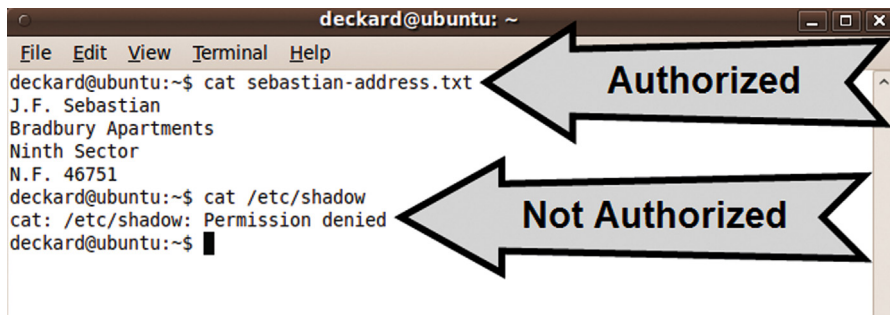 deckard@ubuntu: ~
File Edit View Terminal Help
deckard@ubuntu:~$ cat sebastian-address.txt
Authorized
J.F. Sebastian
Bradbury Apartments
Ninth Sector
N.F. 46751
deckard@ubuntu:~$ cat /etc/shadow
cat: /etc/shadow: Permission denied
Not Authorized
deckard@ubuntu:~$